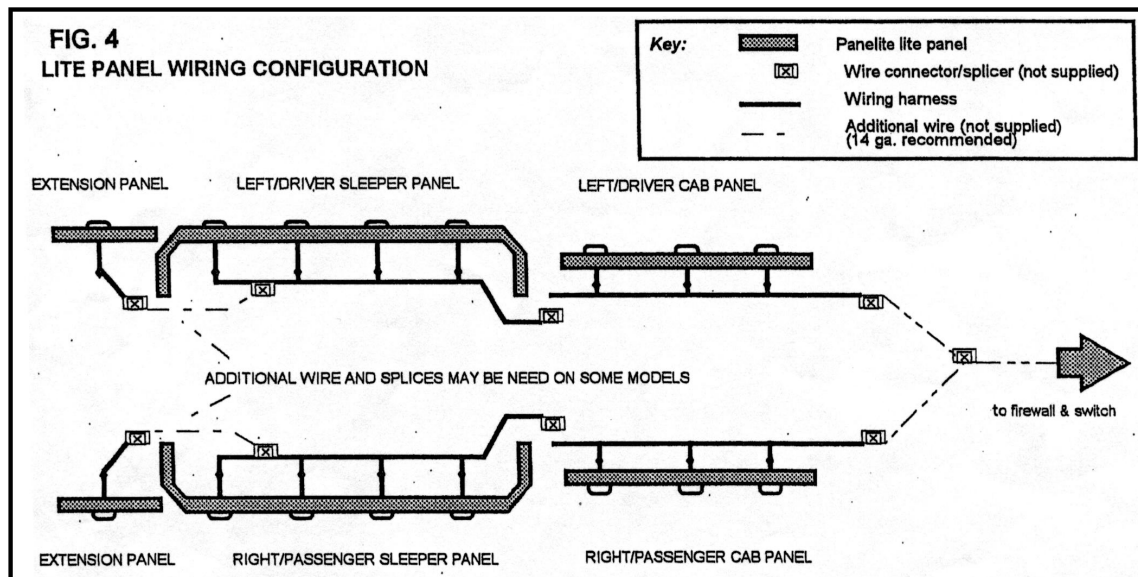 FIG. 4
LITE PANEL WIRING CONFIGURATION
Key:
Panelite lite panel
Wire connector/splicer (not supplied)
Wiring harness
Additional wire (not supplied)
(14 ga. recommended)
EXTENSION PANEL
LEFT/DRIVER SLEEPER PANEL
LEFT/DRIVER CAB PANEL
ADDITIONAL WIRE AND SPLICES MAY BE NEED ON SOME MODELS
to firewall & switch
EXTENSION PANEL
RIGHT/PASSENGER SLEEPER PANEL
RIGHT/PASSENGER CAB PANEL